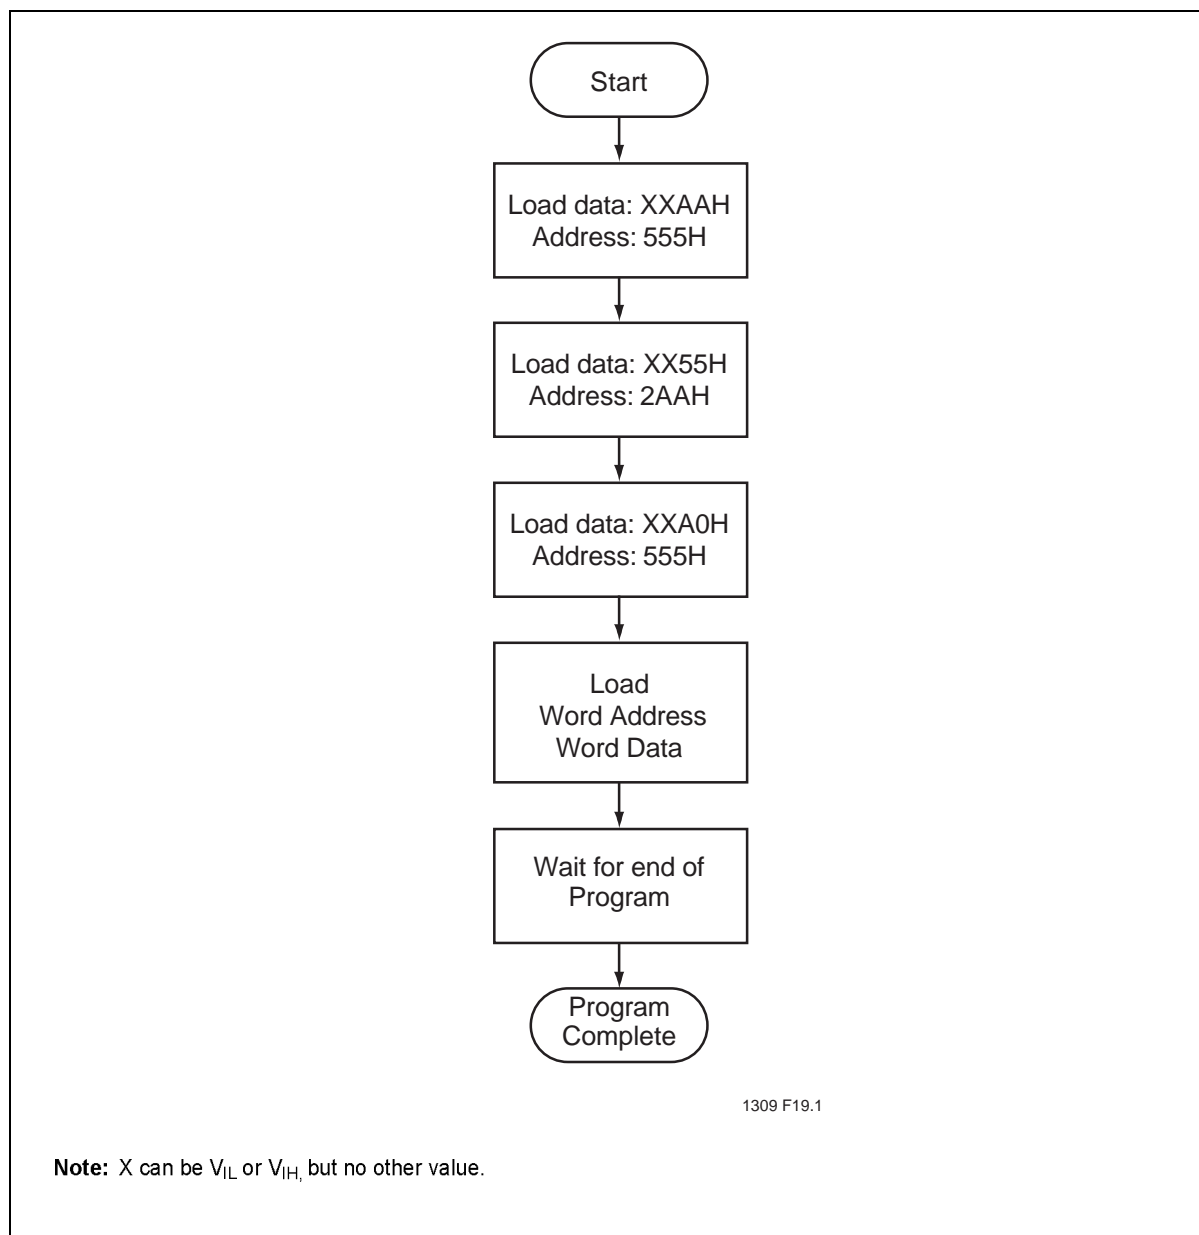 Start
Load data: XXAAH
Address: 555H
Load data: XX55H
Address: 2AAH
Load data: XXA0H
Address: 555H
Load
Word Address
Word Data
Wait for end of
Program
Program
Complete
1309 F19.1
Note: X can be VIL or VIH, but no other value.